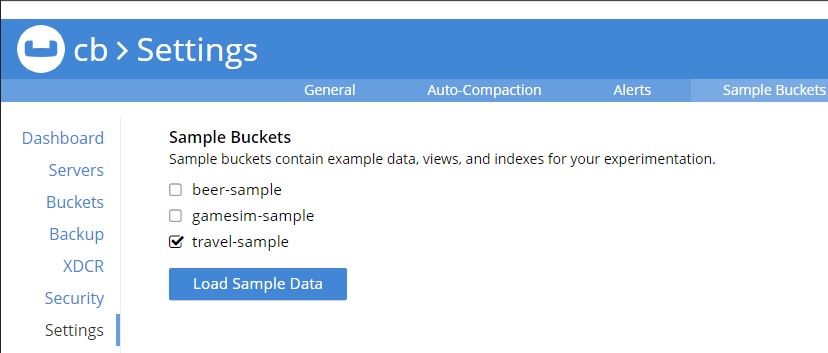 cb > Settings
General Auto-Compaction Alerts Sample Buckets
Dashboard
Servers
Buckets
Backup
XDCR
Security
Settings
Sample Buckets
Sample buckets contain example data, views, and indexes for your experimentation.
beer-sample
gamesim-sample
travel-sample
Load Sample Data